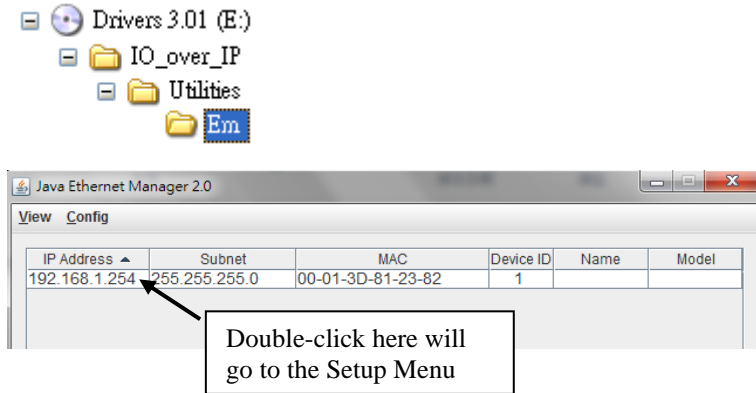 Drivers 3.01 (E:)
IO_over_IP
Utilities
Em
Java Ethernet Manager 2.0
View Config
IP Address Subnet MAC Device ID Name Model
192.168.1.254 255.255.255.0 00-01-3D-81-23-82 1
Double-click here will
go to the Setup Menu